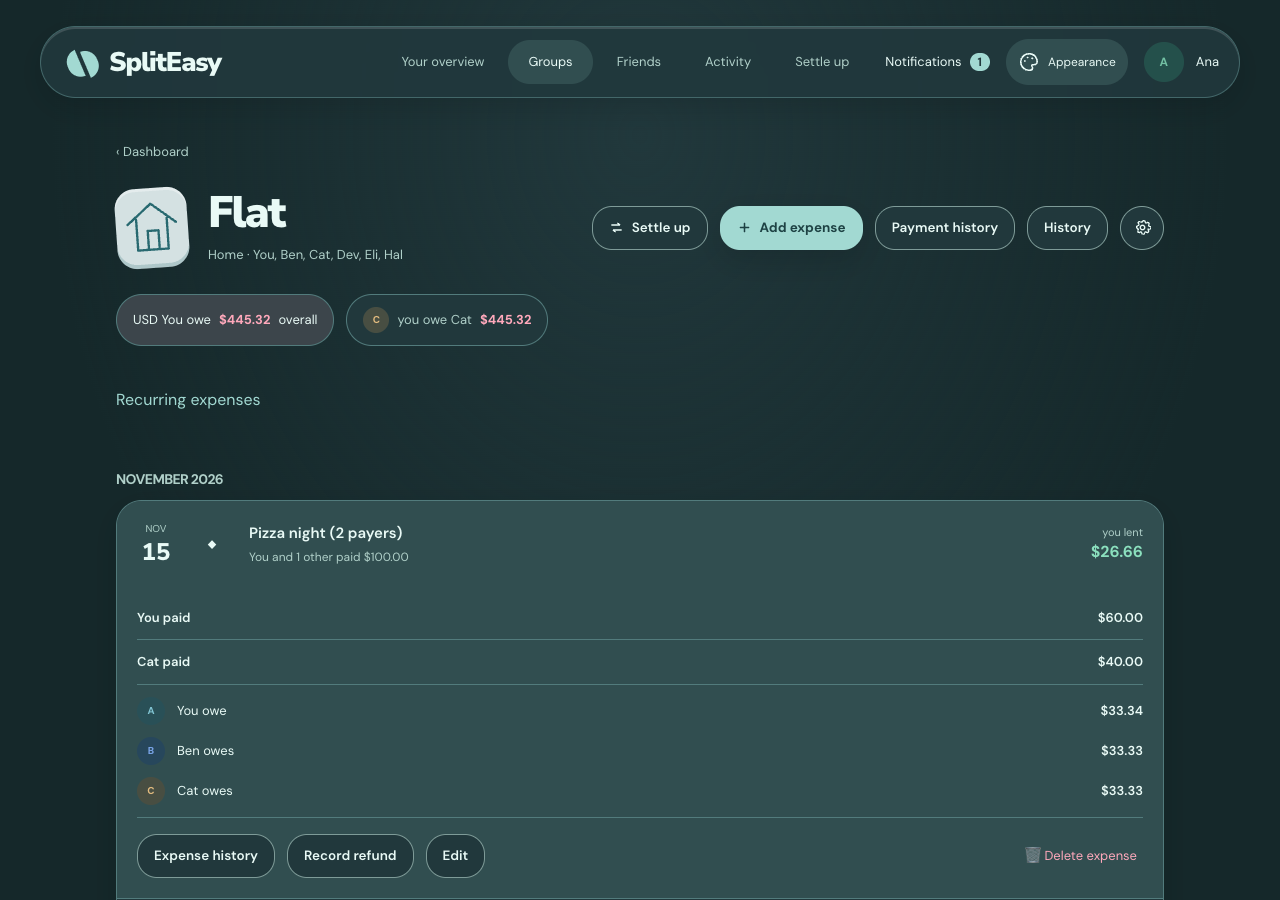 SplitEasy
Your overview
Groups
Friends
Activity
Settle up
Notifications 1
Appearance
A
Ana
‹ Dashboard
Flat
Home · You, Ben, Cat, Dev, Eli, Hal
Settle up
+ Add expense
Payment history
History
USD You owe $445.32 overall
C you owe Cat $445.32
Recurring expenses
NOVEMBER 2026
NOV
15
Pizza night (2 payers)
You and 1 other paid $100.00
you lent
$26.66
You paid $60.00
Cat paid $40.00
A You owe $33.34
B Ben owes $33.33
C Cat owes $33.33
Expense history
Record refund
Edit
Delete expense